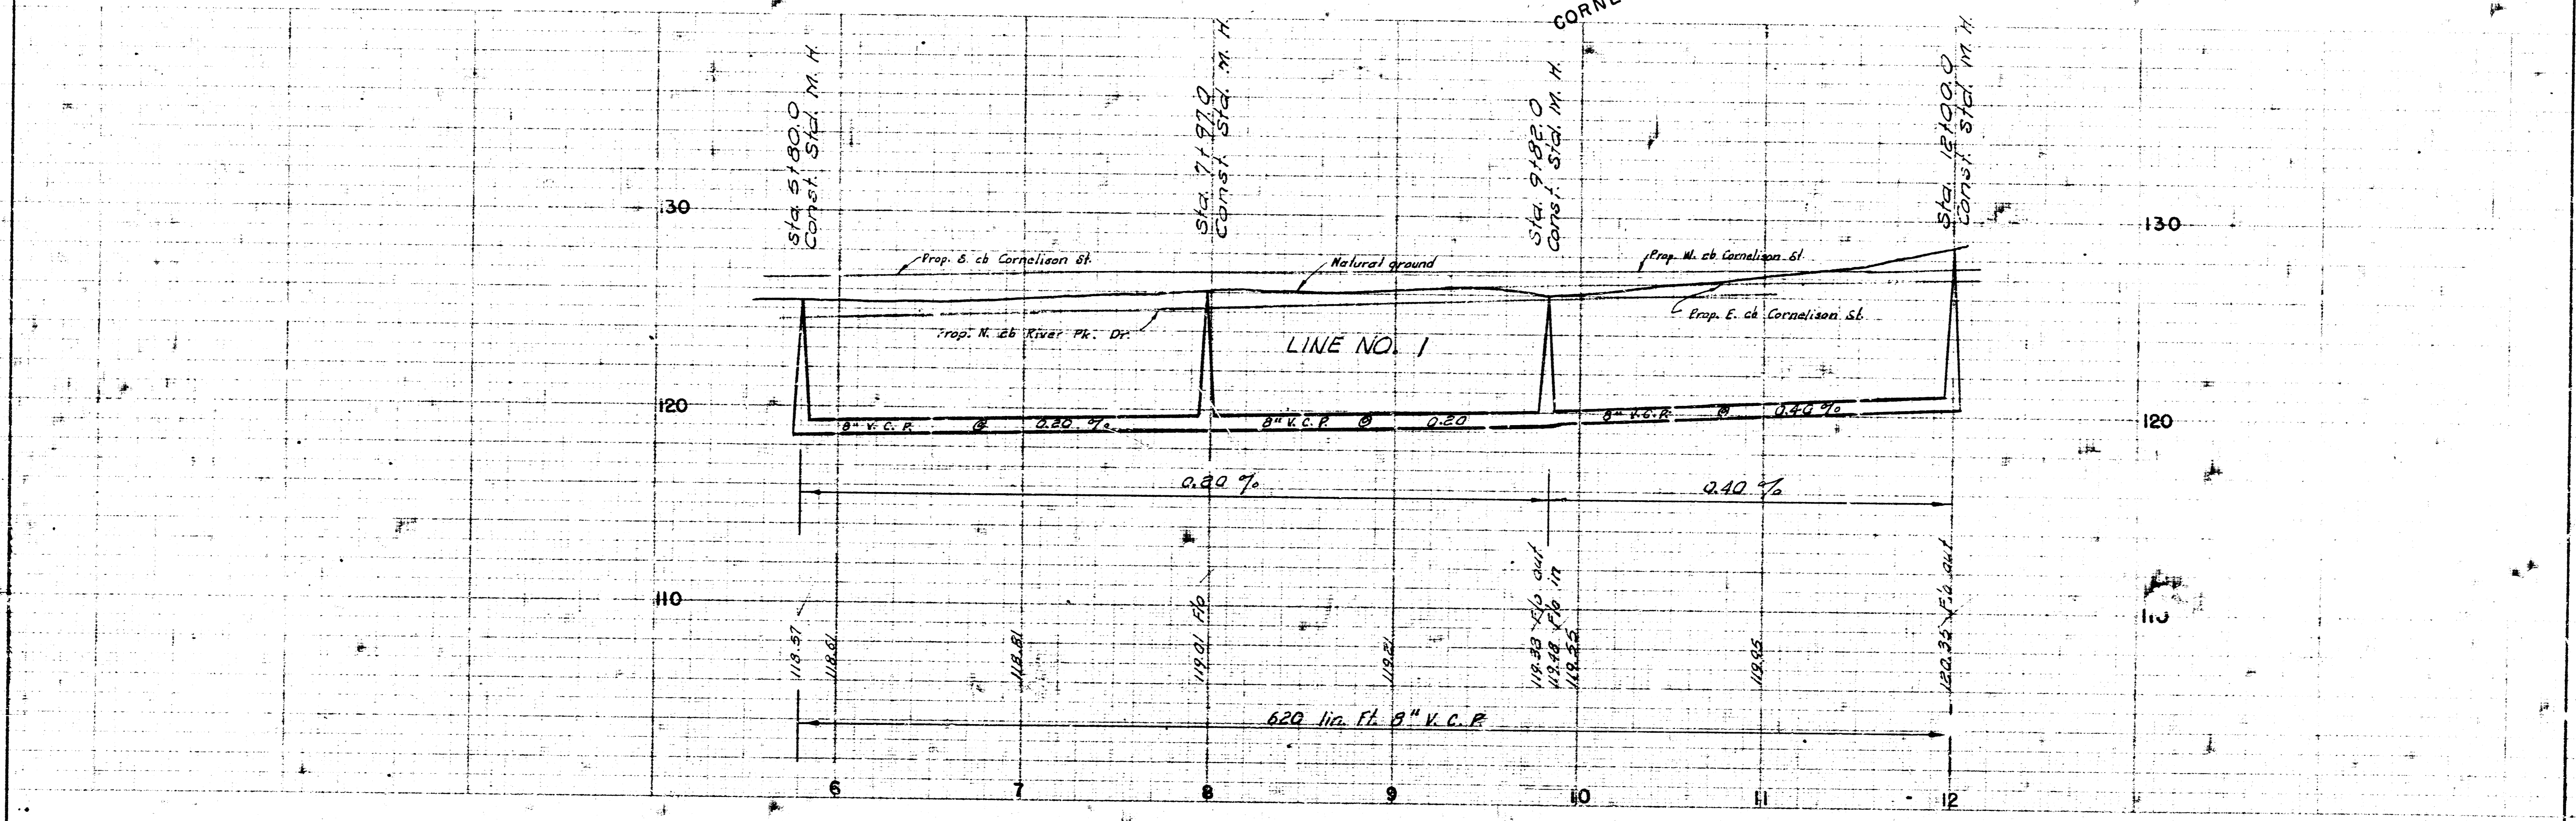 CORNE
Sta. 5+80.0
Const. Std. M. H.
Sta. 7+97.0
Const. Std. M. H.
Sta. 9+82.0
Const. Std. M. H.
Sta. 12+00.0
Const. Std. M. H.
130
130
Prop. S. cb Cornelison St.
Natural ground
Prop. W. cb Cornelison St.
Prop. N. cb River Pk. Dr.
Prop. E. cb Cornelison St.
LINE NO. 1
120
120
8" V. C. P. @ 0.20 %
8" V. C. P. @ 0.20
8" V.C.P. @ 0.40 %
0.20 %
0.40 %
110
110
118.57
118.61
118.81
119.01 F/o
119.21
119.33 F/o out
119.48 F/o in
119.55
119.95
120.35 F/o out
620 lin. Ft. 8" V. C. P.
6 7 8 9 10 11 12